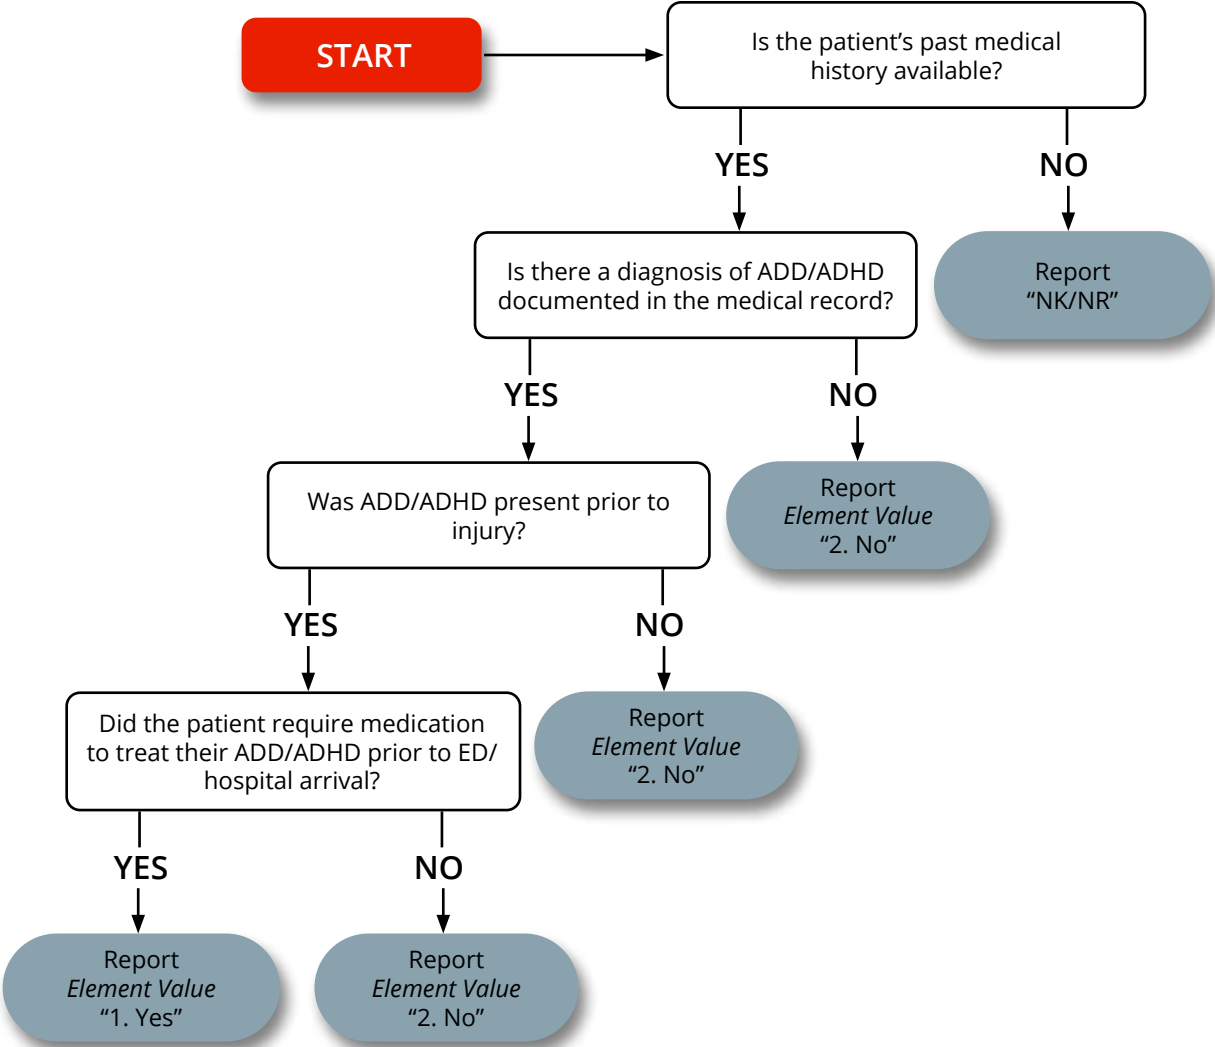 START
Is the patient’s past medical
history available?
YES
NO
Is there a diagnosis of ADD/ADHD
documented in the medical record?
Report
“NK/NR”
YES
NO
Was ADD/ADHD present prior to
injury?
Report
Element Value
“2. No”
YES
NO
Did the patient require medication
to treat their ADD/ADHD prior to ED/
hospital arrival?
Report
Element Value
“2. No”
YES
NO
Report
Element Value
“1. Yes”
Report
Element Value
“2. No”